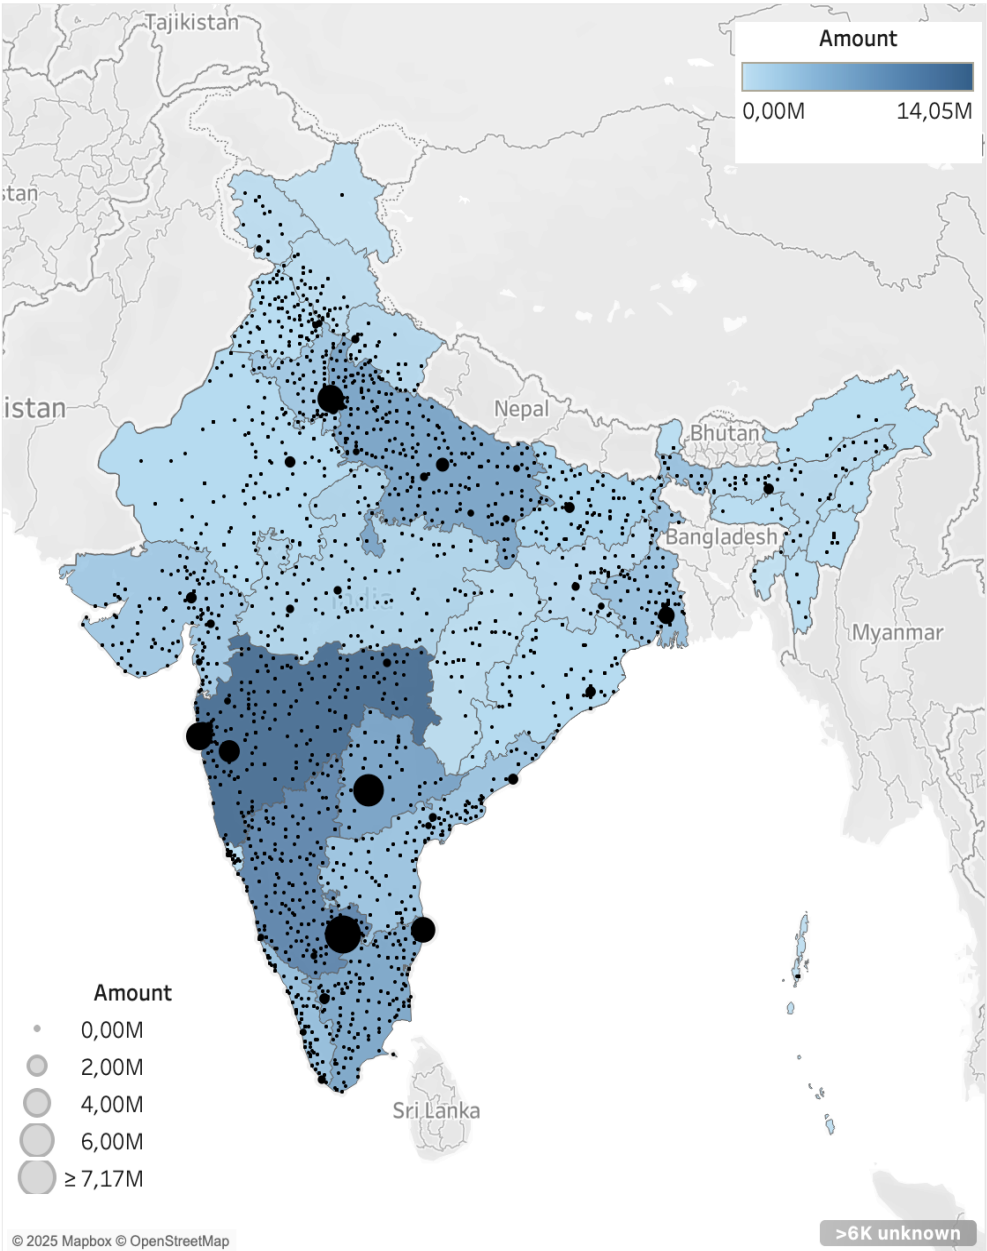 Tajikistan
Amount
0,00M
14,05M
stan
istan
Nepal
Bhutan
Bangladesh
India
Myanmar
Amount
0,00M
2,00M
4,00M
6,00M
≥ 7,17M
Sri Lanka
© 2025 Mapbox © OpenStreetMap
>6K unknown